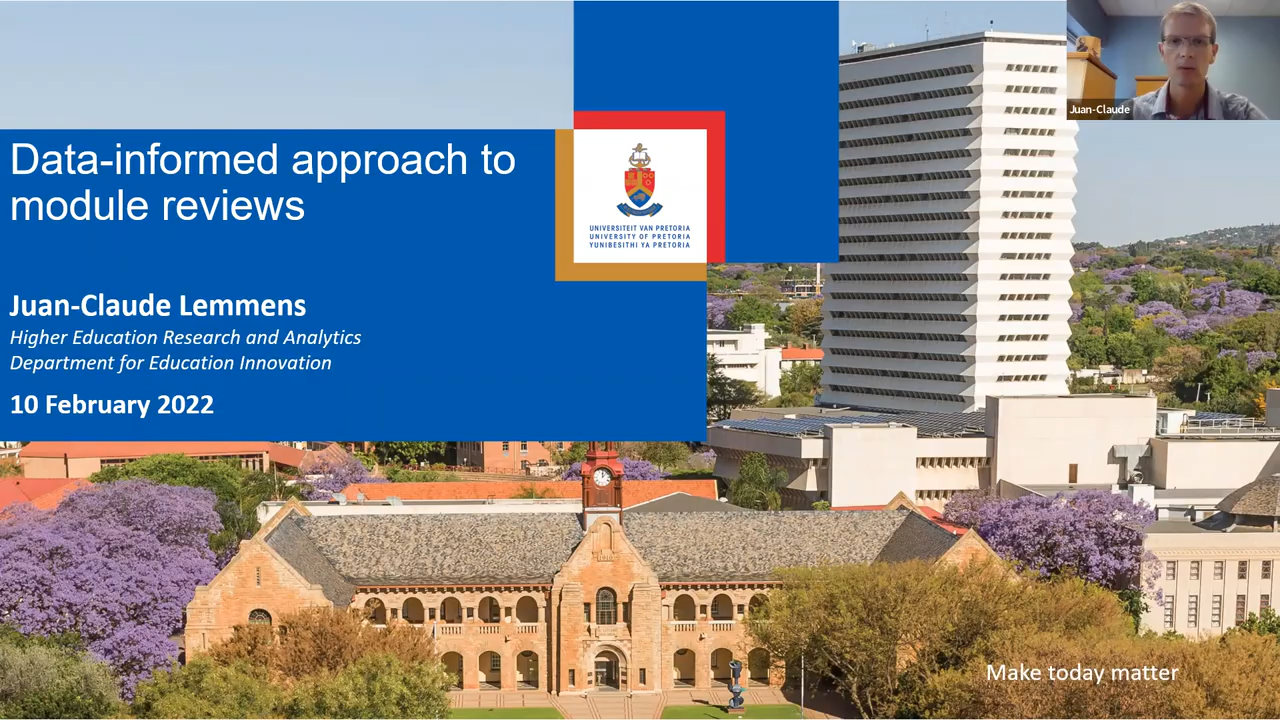 Data-informed approach to
module reviews
Juan-Claude Lemmens
Higher Education Research and Analytics
Department for Education Innovation
10 February 2022
UNIVERSITEIT VAN PRETORIA
UNIVERSITY OF PRETORIA
YUNIBESITHI YA PRETORIA
Juan-Claude
Make today matter